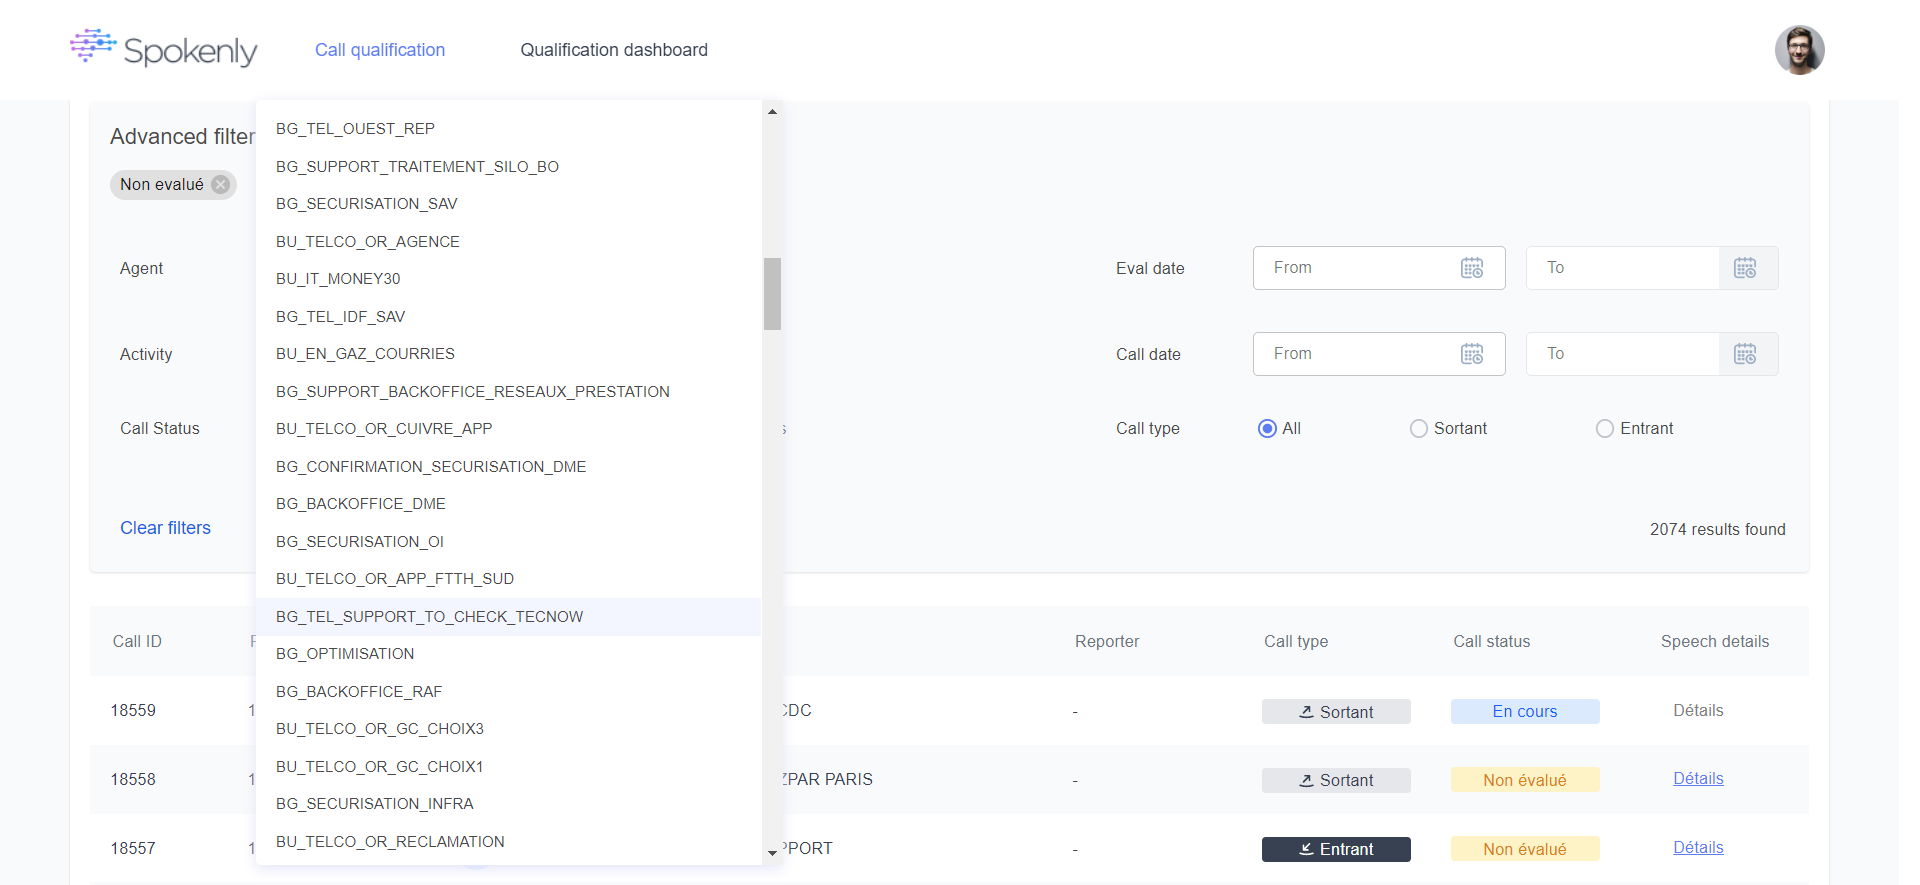 Spokenly
Call qualification
Qualification dashboard
Advanced filter
Non evalué
Agent
Activity
Call Status
Clear filters
BG_TEL_OUEST_REP
BG_SUPPORT_TRAITEMENT_SILO_BO
BG_SECURISATION_SAV
BU_TELCO_OR_AGENCE
BU_IT_MONEY30
BG_TEL_IDF_SAV
BU_EN_GAZ_COURRIES
BG_SUPPORT_BACKOFFICE_RESEAUX_PRESTATION
BU_TELCO_OR_CUIVRE_APP
BG_CONFIRMATION_SECURISATION_DME
BG_BACKOFFICE_DME
BG_SECURISATION_OI
BU_TELCO_OR_APP_FTTH_SUD
BG_TEL_SUPPORT_TO_CHECK_TECNOW
BG_OPTIMISATION
BG_BACKOFFICE_RAF
BU_TELCO_OR_GC_CHOIX3
BU_TELCO_OR_GC_CHOIX1
BG_SECURISATION_INFRA
BU_TELCO_OR_RECLAMATION
Eval date From To
Call date From To
Call type All Sortant Entrant
2074 results found
Call ID Reporter Call type Call status Speech details
18559 1 CDC - Sortant En cours Détails
18558 1 ZPAR PARIS - Sortant Non évalué Détails
18557 1 PPORT - Entrant Non évalué Détails